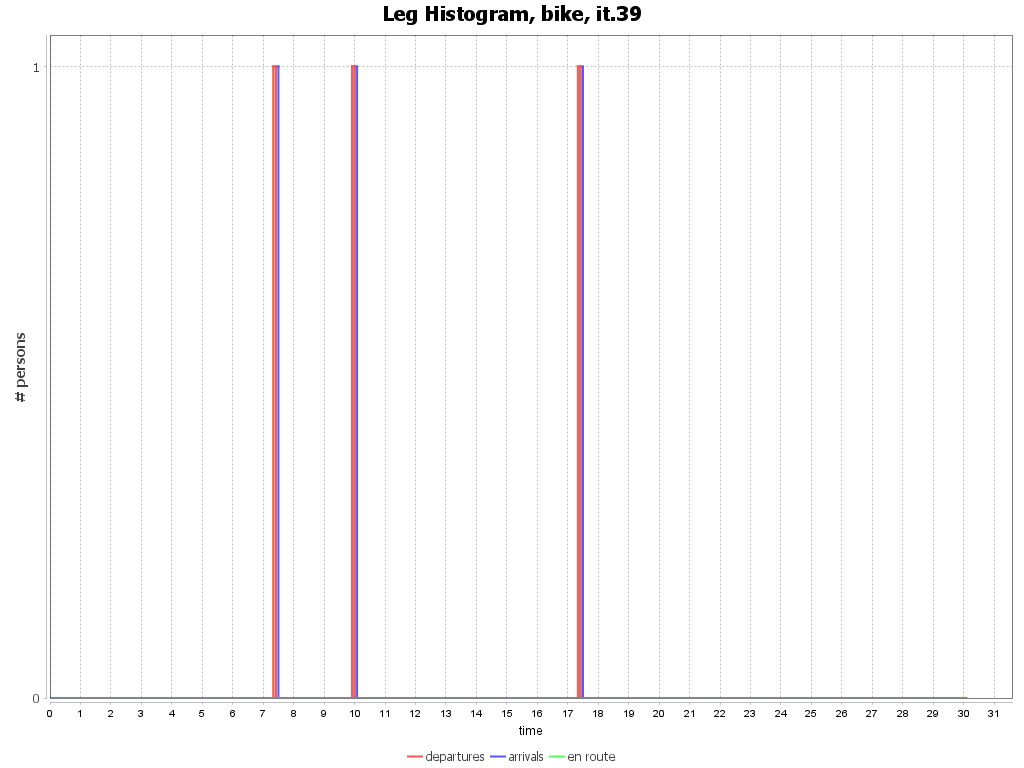 Leg Histogram, bike, it.39
# persons
1
0
0 1 2 3 4 5 6 7 8 9 10 11 12 13 14 15 16 17 18 19 20 21 22 23 24 25 26 27 28 29 30 31
time
departures arrivals en route